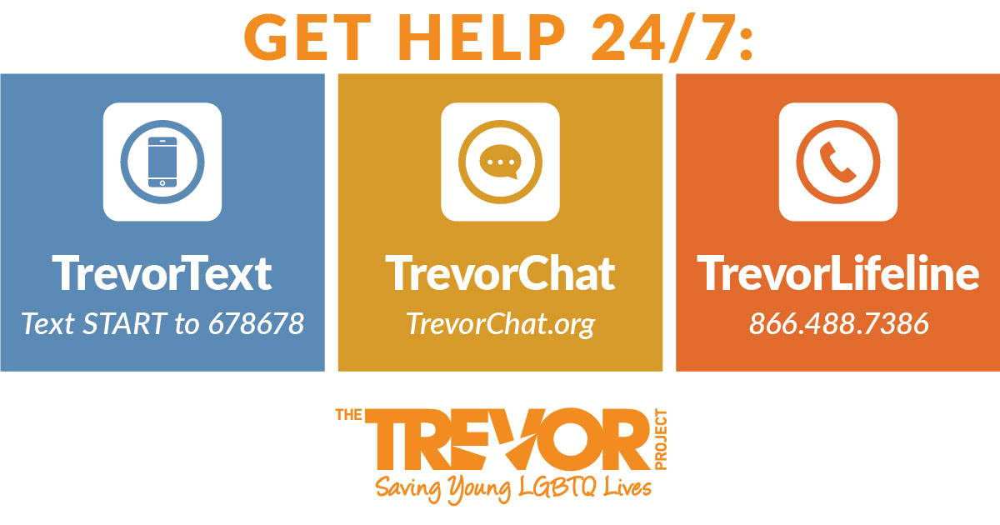 GET HELP 24/7:
TrevorText
Text START to 678678
TrevorChat
TrevorChat.org
TrevorLifeline
866.488.7386
THE TREVOR PROJECT
Saving Young LGBTQ Lives